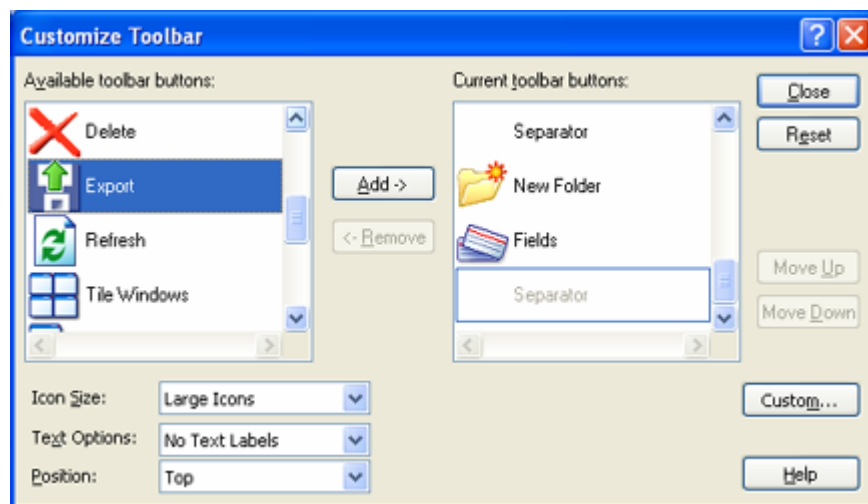 Customize Toolbar
Available toolbar buttons:
Delete
Export
Refresh
Tile Windows
Add ->
<- Remove
Current toolbar buttons:
Separator
New Folder
Fields
Separator
Close
Reset
Move Up
Move Down
Icon Size: Large Icons
Text Options: No Text Labels
Position: Top
Custom...
Help